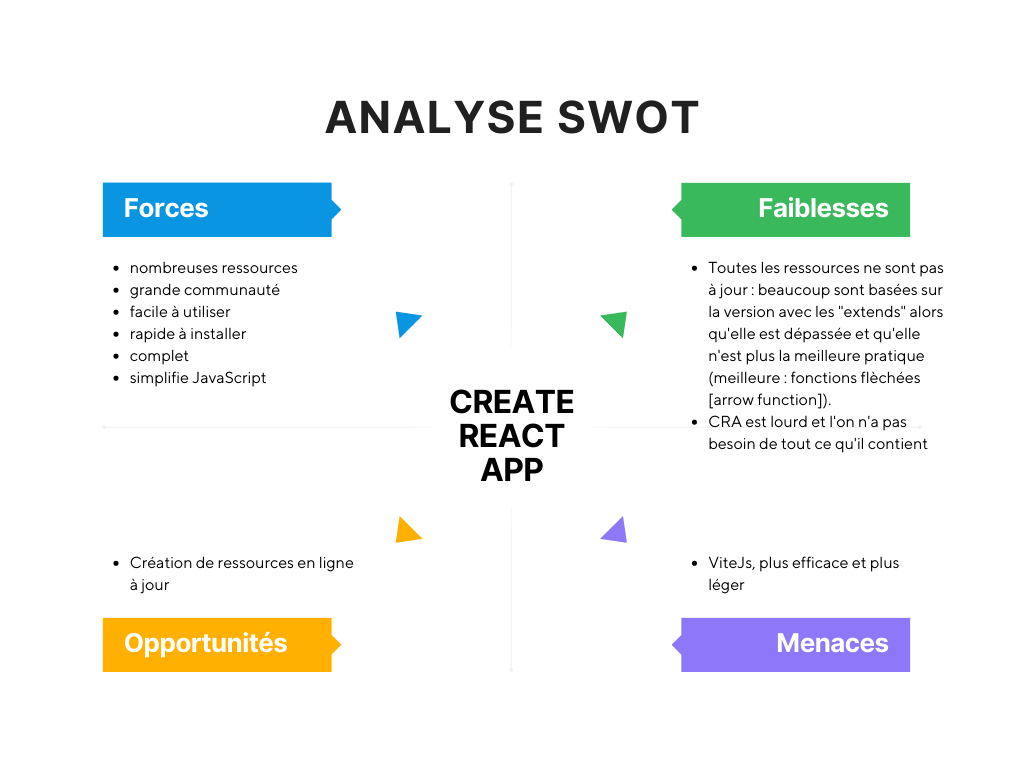 ANALYSE SWOT
Forces
• nombreuses ressources
• grande communauté
• facile à utiliser
• rapide à installer
• complet
• simplifie JavaScript
Faiblesses
• Toutes les ressources ne sont pas
à jour : beaucoup sont basées sur
la version avec les "extends" alors
qu'elle est dépassée et qu'elle
n'est plus la meilleure pratique
(meilleure : fonctions flèchées
[arrow function]).
• CRA est lourd et l'on n'a pas
besoin de tout ce qu'il contient
CREATE
REACT
APP
• Création de ressources en ligne
à jour
Opportunités
• ViteJs, plus efficace et plus
léger
Menaces